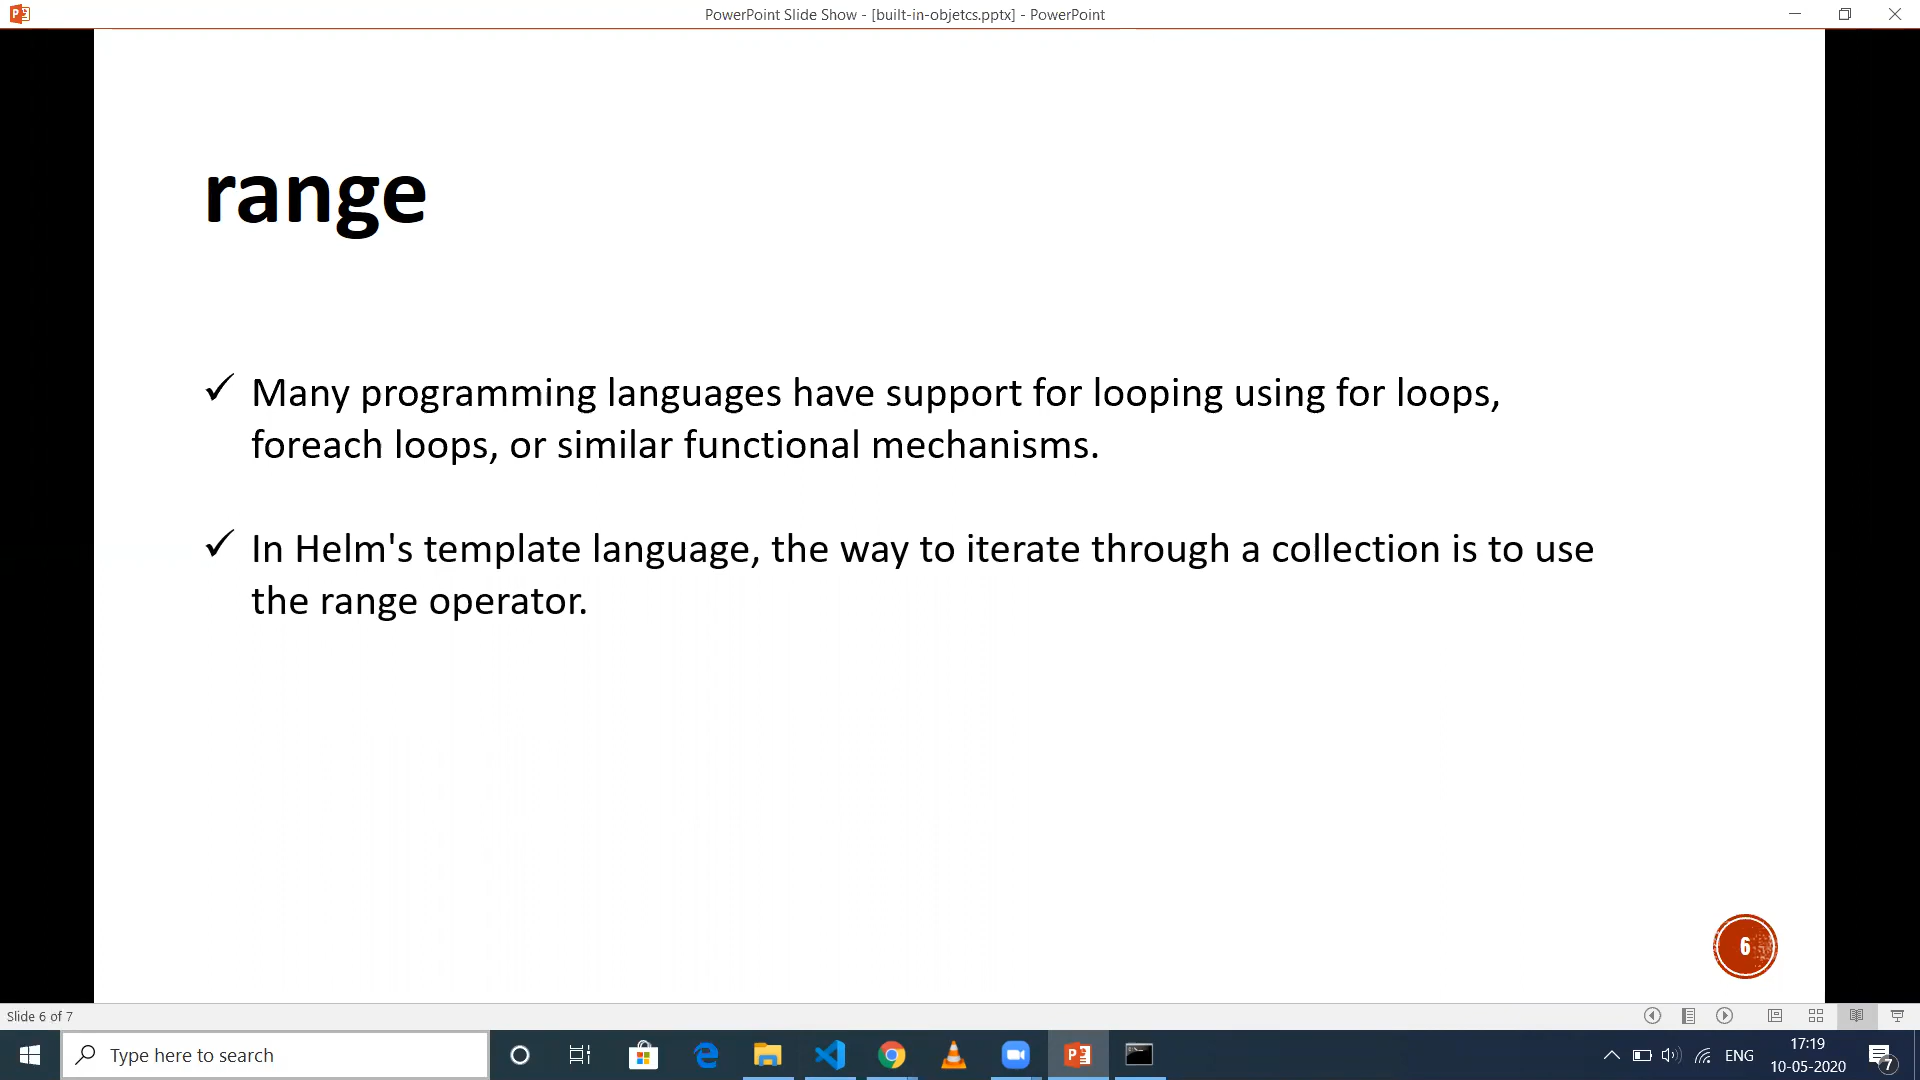 PowerPoint Slide Show - [built-in-objetcs.pptx] - PowerPoint
range
✓ Many programming languages have support for looping using for loops,
foreach loops, or similar functional mechanisms.
✓ In Helm's template language, the way to iterate through a collection is to use
the range operator.
6
Slide 6 of 7
Type here to search
ENG
17:19
10-05-2020
7